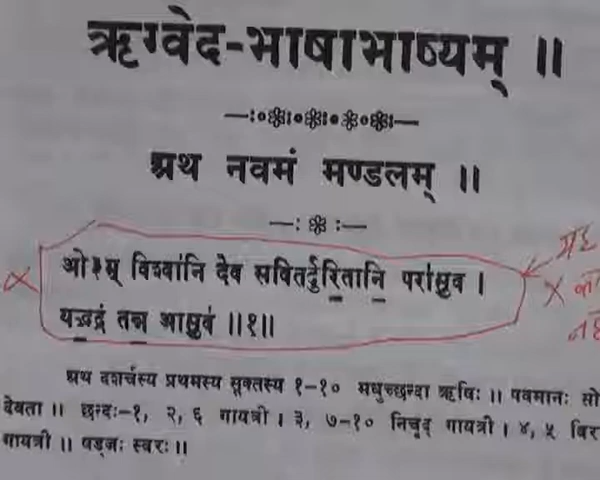 ऋग्वेद-भाषाभाष्यम् ॥
अथ नवमं मण्डलम् ॥
ओ३म् विश्वा॑नि देव सवितर्दुरि॒तानि॒ परा॑सुव ।
यद्भ॒द्रं तन्न॒ आसु॑व ॥१॥
अथ दशर्चस्य प्रथमस्य सूक्तस्य १-१० मधुच्छन्दा ऋषिः ॥ पवमानः सो
देवता ॥ छन्दः-१, २, ६ गायत्री । ३, ७-१० निचृद् गायत्री । ४, ५ विर
गायत्री ॥ षड्जः स्वरः ॥